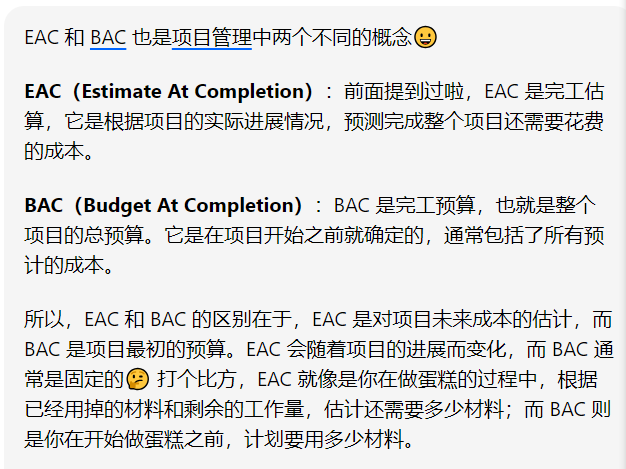 EAC 和 BAC 也是项目管理中两个不同的概念😀
EAC（Estimate At Completion）：前面提到过啦，EAC 是完工估
算，它是根据项目的实际进展情况，预测完成整个项目还需要花费
的成本。
BAC（Budget At Completion）：BAC 是完工预算，也就是整个
项目的总预算。它是在项目开始之前就确定的，通常包括了所有预
计的成本。
所以，EAC 和 BAC 的区别在于，EAC 是对项目未来成本的估计，而
BAC 是项目最初的预算。EAC 会随着项目的进展而变化，而 BAC 通
常是固定的🤔 打个比方，EAC 就像是你在做蛋糕的过程中，根据
已经用掉的材料和剩余的工作量，估计还需要多少材料；而 BAC 则
是你在开始做蛋糕之前，计划要用多少材料。